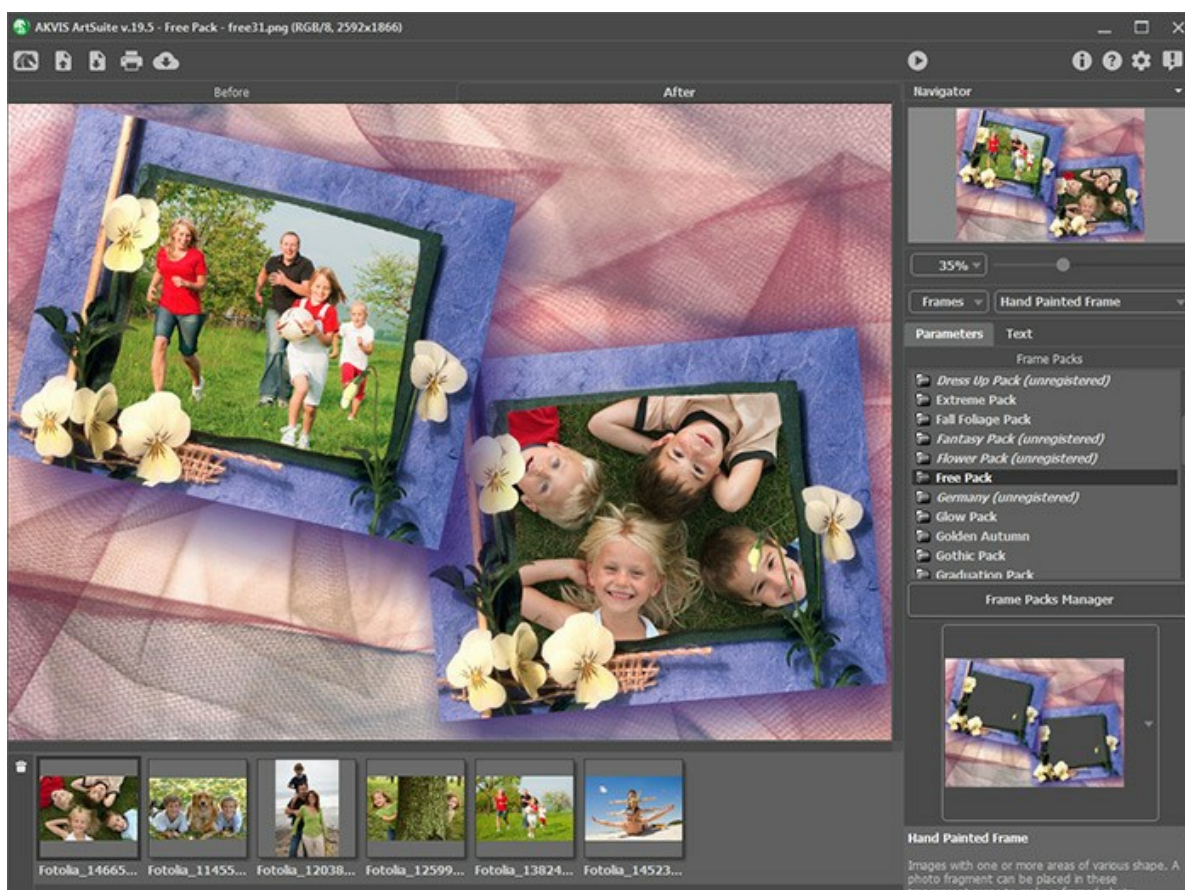 AKVIS ArtSuite v.19.5 - Free Pack - free31.png (RGB/8, 2592x1866)
Before
After
Navigator
35%
Frames
Hand Painted Frame
Parameters
Text
Frame Packs
Dress Up Pack (unregistered)
Extreme Pack
Fall Foliage Pack
Fantasy Pack (unregistered)
Flower Pack (unregistered)
Free Pack
Germany (unregistered)
Glow Pack
Golden Autumn
Gothic Pack
Graduation Pack
Frame Packs Manager
Fotolia_14665...
Fotolia_11455...
Fotolia_12038...
Fotolia_12599...
Fotolia_13824...
Fotolia_14523...
Hand Painted Frame
Images with one or more areas of various shape. A
photo fragment can be placed in these